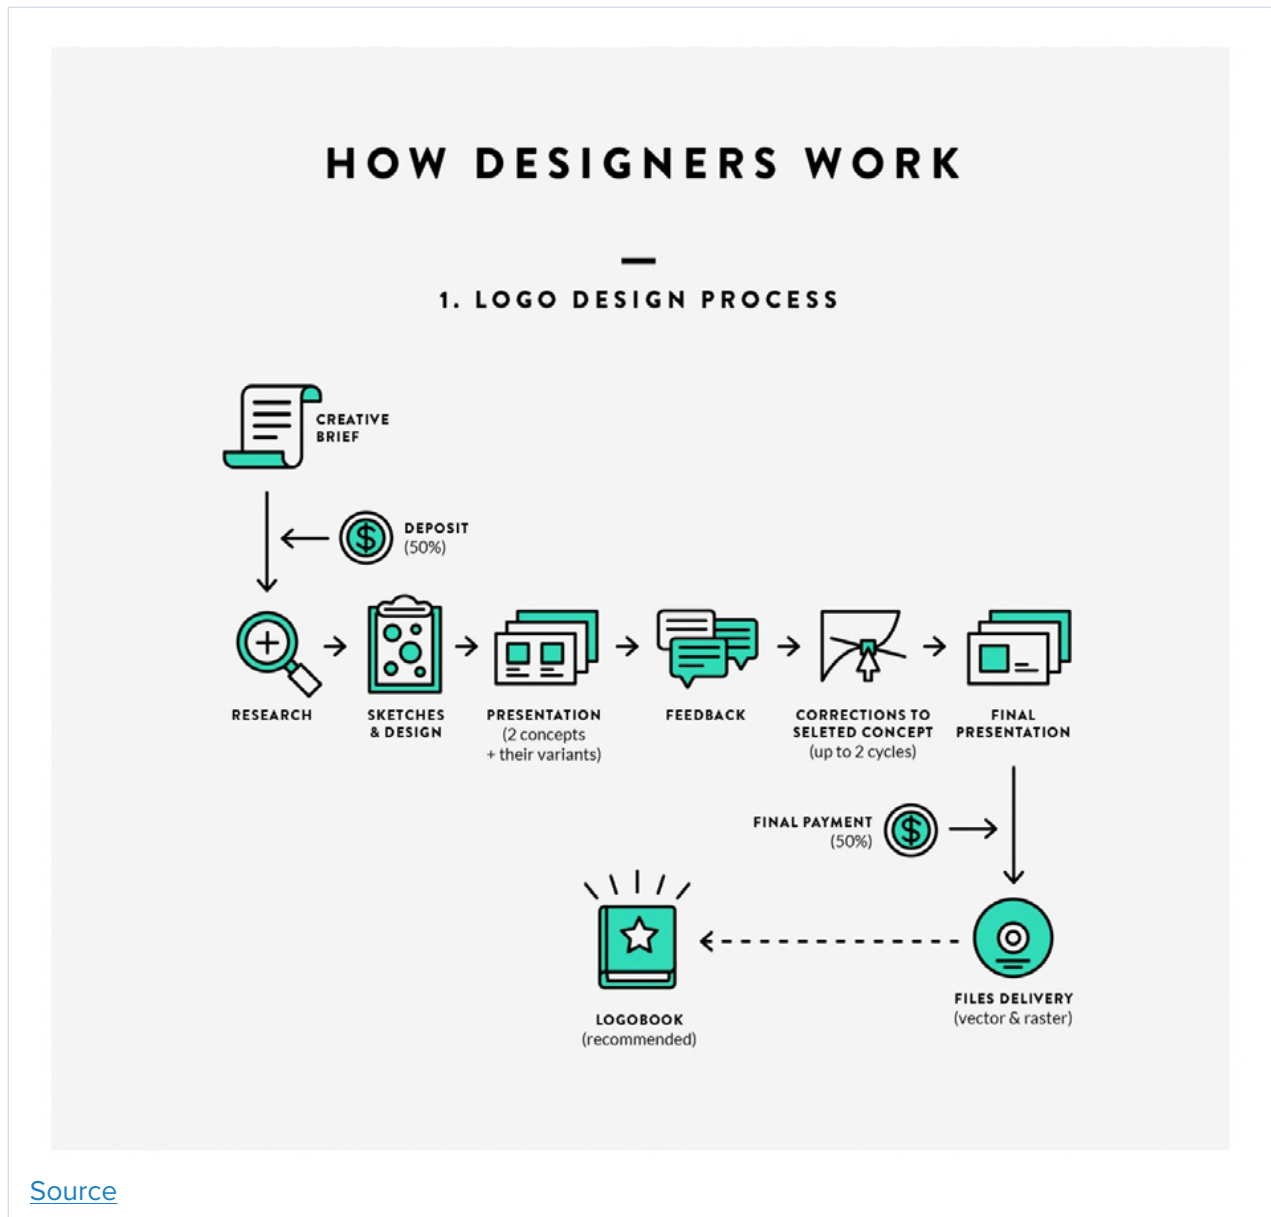 HOW DESIGNERS WORK
1. LOGO DESIGN PROCESS
CREATIVE
BRIEF
DEPOSIT
(50%)
RESEARCH
SKETCHES
& DESIGN
PRESENTATION
(2 concepts
+ their variants)
FEEDBACK
CORRECTIONS TO
SELETED CONCEPT
(up to 2 cycles)
FINAL
PRESENTATION
FINAL PAYMENT
(50%)
FILES DELIVERY
(vector & raster)
LOGOBOOK
(recommended)
Source